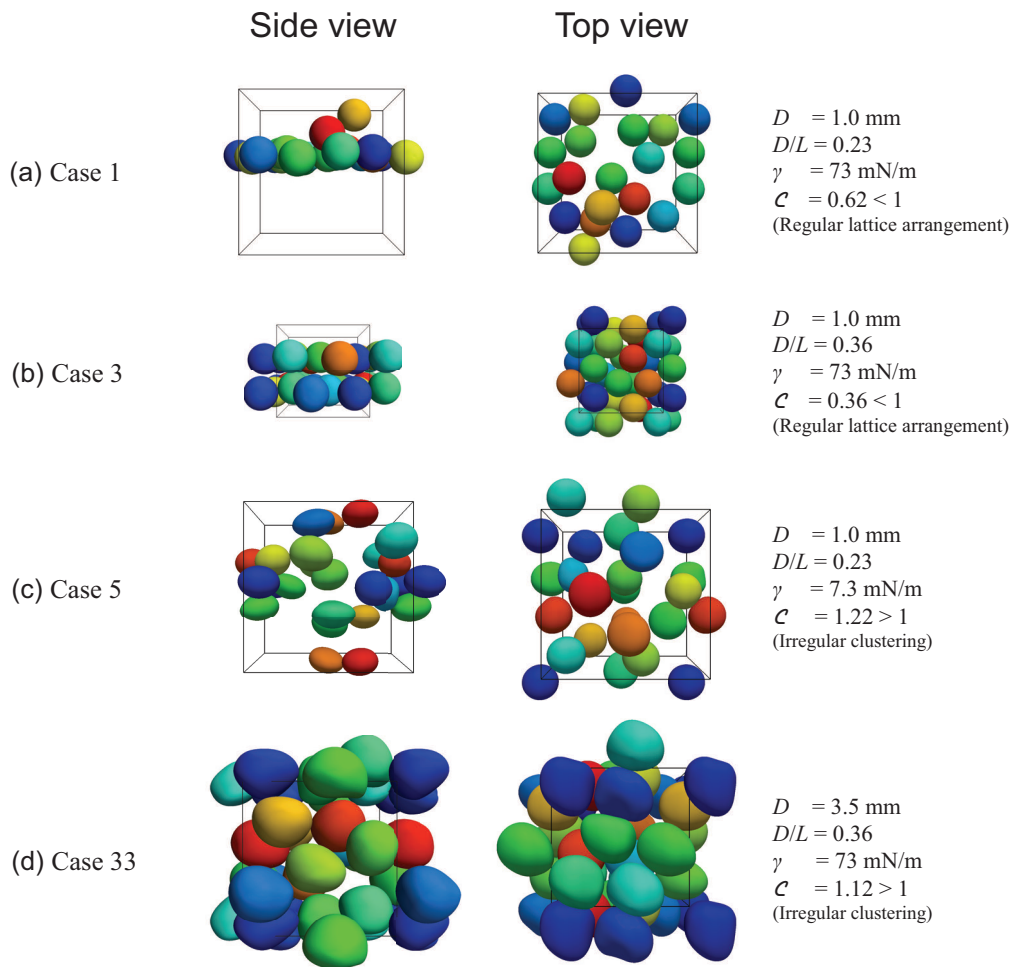 Side view
Top view
(a) Case 1
D = 1.0 mm
D/L = 0.23
γ = 73 mN/m
C = 0.62 < 1
(Regular lattice arrangement)
(b) Case 3
D = 1.0 mm
D/L = 0.36
γ = 73 mN/m
C = 0.36 < 1
(Regular lattice arrangement)
(c) Case 5
D = 1.0 mm
D/L = 0.23
γ = 7.3 mN/m
C = 1.22 > 1
(Irregular clustering)
(d) Case 33
D = 3.5 mm
D/L = 0.36
γ = 73 mN/m
C = 1.12 > 1
(Irregular clustering)